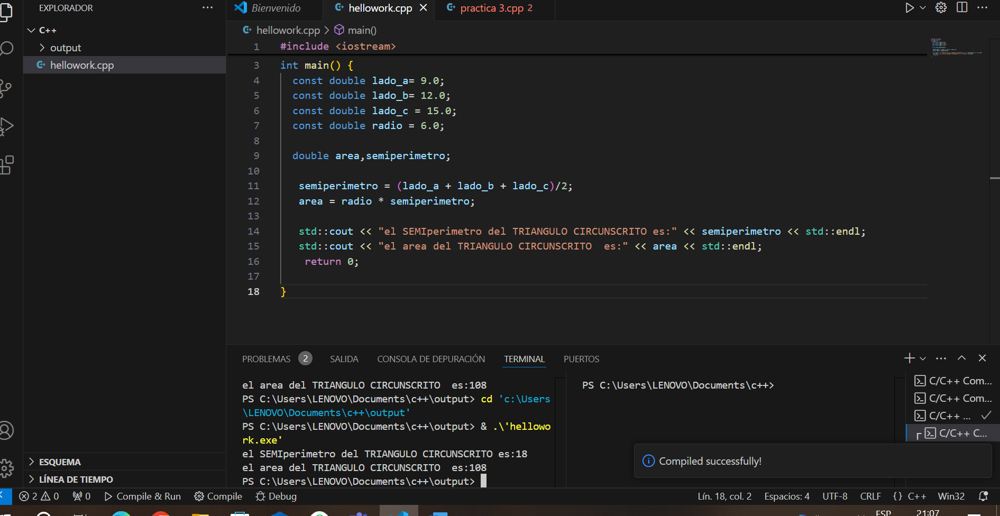 EXPLORADOR
Bienvenido
hellowork.cpp
practica 3.cpp 2
C++
output
hellowork.cpp
hellowork.cpp > main()
1 #include <iostream>
3 int main() {
4 const double lado_a= 9.0;
5 const double lado_b= 12.0;
6 const double lado_c = 15.0;
7 const double radio = 6.0;
8
9 double area,semiperimetro;
10
11 semiperimetro = (lado_a + lado_b + lado_c)/2;
12 area = radio * semiperimetro;
13
14 std::cout << "el SEMIperimetro del TRIANGULO CIRCUNSCRITO es:" << semiperimetro << std::endl;
15 std::cout << "el area del TRIANGULO CIRCUNSCRITO  es:" << area << std::endl;
16 return 0;
17
18 }
PROBLEMAS 2 SALIDA CONSOLA DE DEPURACIÓN TERMINAL PUERTOS
el area del TRIANGULO CIRCUNSCRITO  es:108
PS C:\Users\LENOVO\Documents\c++\output> cd 'c:\Users
\LENOVO\Documents\c++\output'
PS C:\Users\LENOVO\Documents\c++\output> & .\'hellowo
rk.exe'
el SEMIperimetro del TRIANGULO CIRCUNSCRITO es:18
el area del TRIANGULO CIRCUNSCRITO  es:108
PS C:\Users\LENOVO\Documents\c++\output>
PS C:\Users\LENOVO\Documents\c++>
C/C++ Com...
C/C++ Com...
C/C++ ...
C/C++ C...
Compiled successfully!
ESQUEMA
LÍNEA DE TIEMPO
2 0 0 Compile & Run Compile Debug
Lín. 18, col. 2 Espacios: 4 UTF-8 CRLF {} C++ Win32
ESP 21:07